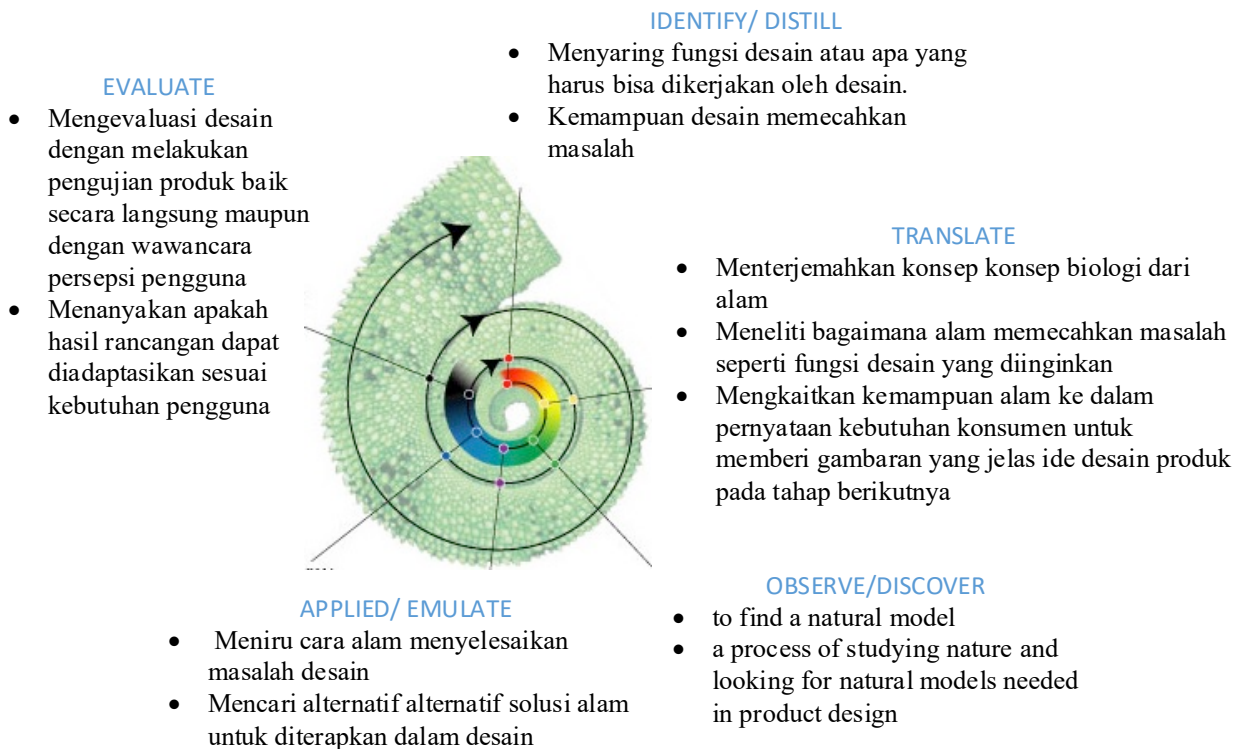 IDENTIFY/ DISTILL
• Menyaring fungsi desain atau apa yang
harus bisa dikerjakan oleh desain.
• Kemampuan desain memecahkan
masalah
TRANSLATE
• Menterjemahkan konsep konsep biologi dari
alam
• Meneliti bagaimana alam memecahkan masalah
seperti fungsi desain yang diinginkan
• Mengkaitkan kemampuan alam ke dalam
pernyataan kebutuhan konsumen untuk
memberi gambaran yang jelas ide desain produk
pada tahap berikutnya
OBSERVE/DISCOVER
• to find a natural model
• a process of studying nature and
looking for natural models needed
in product design
APPLIED/ EMULATE
• Meniru cara alam menyelesaikan
masalah desain
• Mencari alternatif alternatif solusi alam
untuk diterapkan dalam desain
EVALUATE
• Mengevaluasi desain
dengan melakukan
pengujian produk baik
secara langsung maupun
dengan wawancara
persepsi pengguna
• Menanyakan apakah
hasil rancangan dapat
diadaptasikan sesuai
kebutuhan pengguna